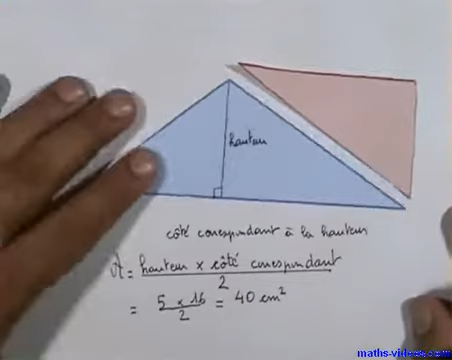 hauteur
côté correspondant à la hauteur
A = hauteur x côté correspondant
2
= 5 x 16 / 2 = 40 cm²
maths-videos.com